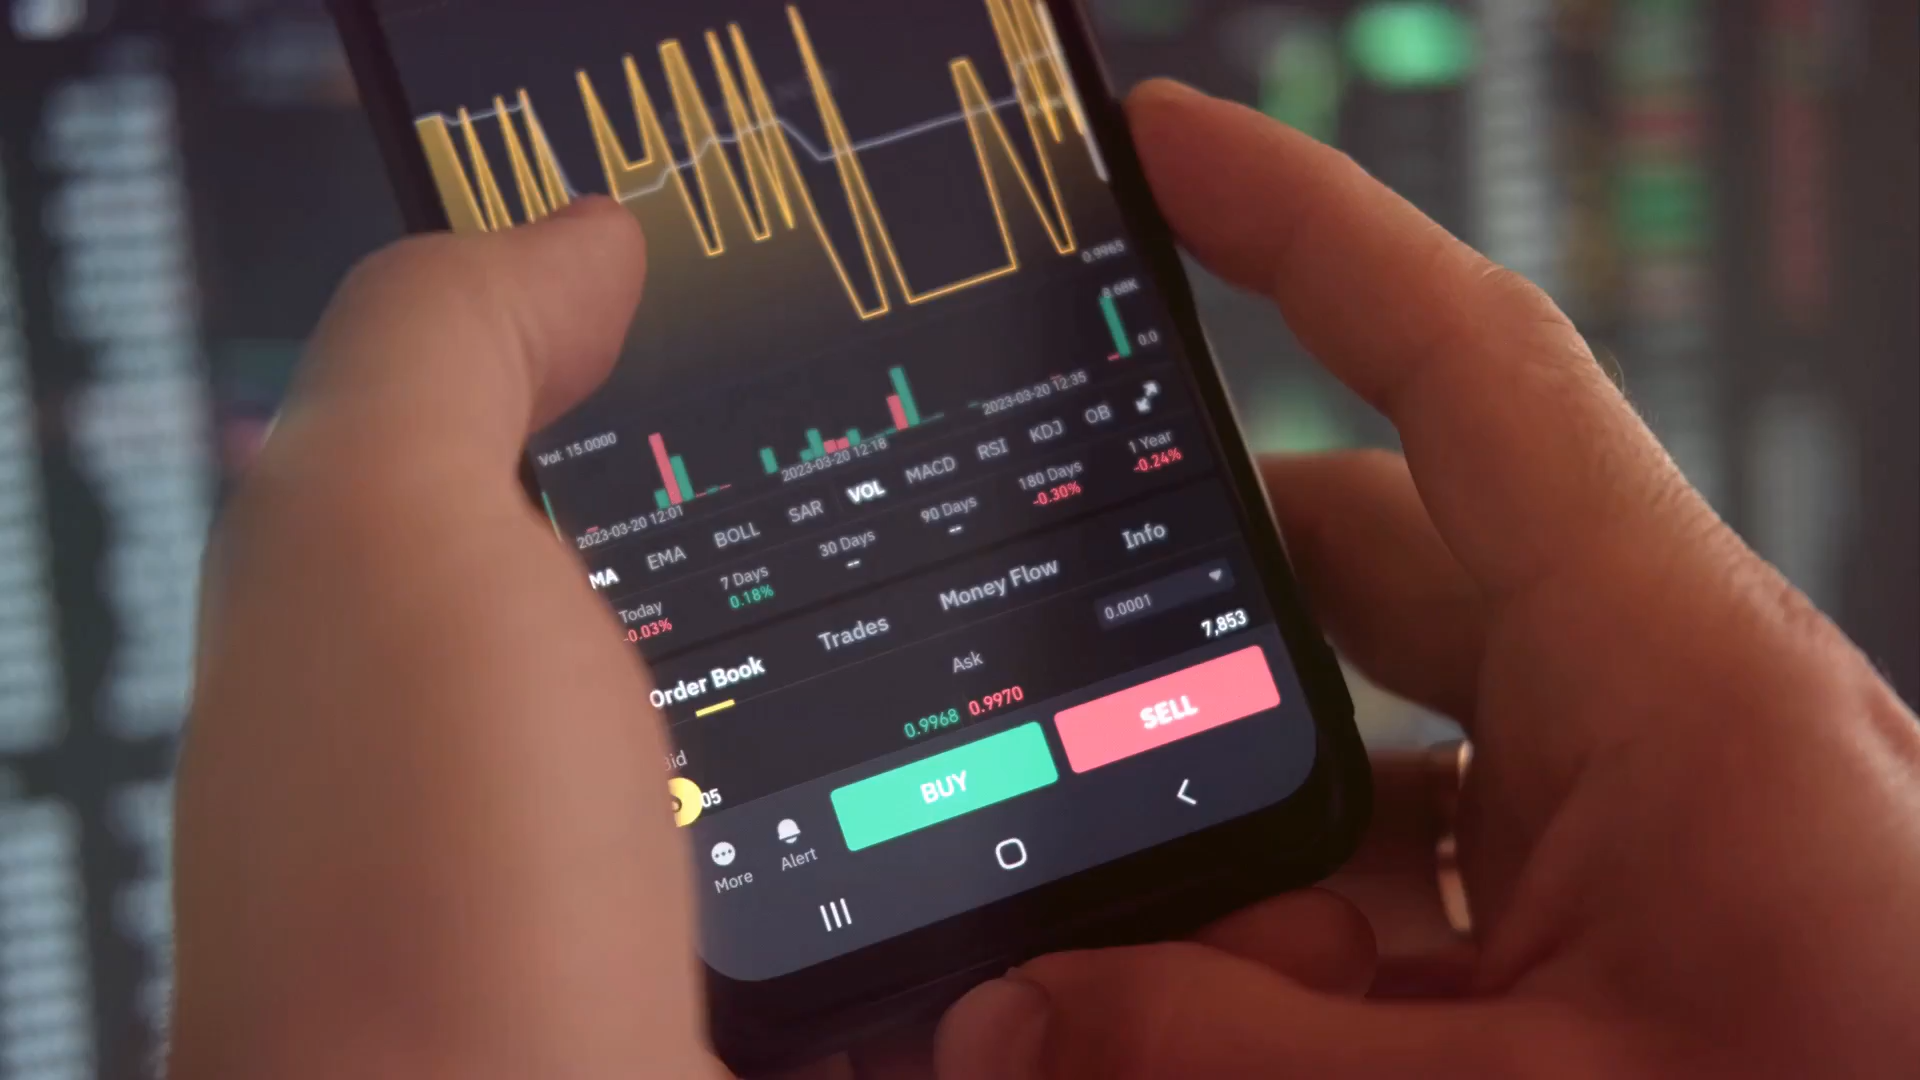 0.9965
8.68K
0.0
Vol: 15.0000
2023-03-20 12:01
2023-03-20 12:18
2023-03-20 12:35
MA EMA BOLL SAR VOL MACD RSI KDJ OB
Today 7 Days 30 Days 90 Days 180 Days 1 Year
-0.03% 0.18% -- -- -0.30% -0.24%
Order Book Trades Money Flow Info
Ask 0.0001
0.9968 0.9970 7,853
05
More Alert BUY SELL